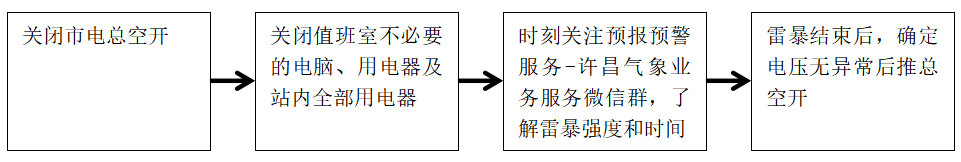 关闭市电总空开
关闭值班室不必要
的电脑、用电器及
站内全部用电器
时刻关注预报预警
服务-许昌气象业
务服务微信群，了
解雷暴强度和时间
雷暴结束后，确定
电压无异常后推总
空开